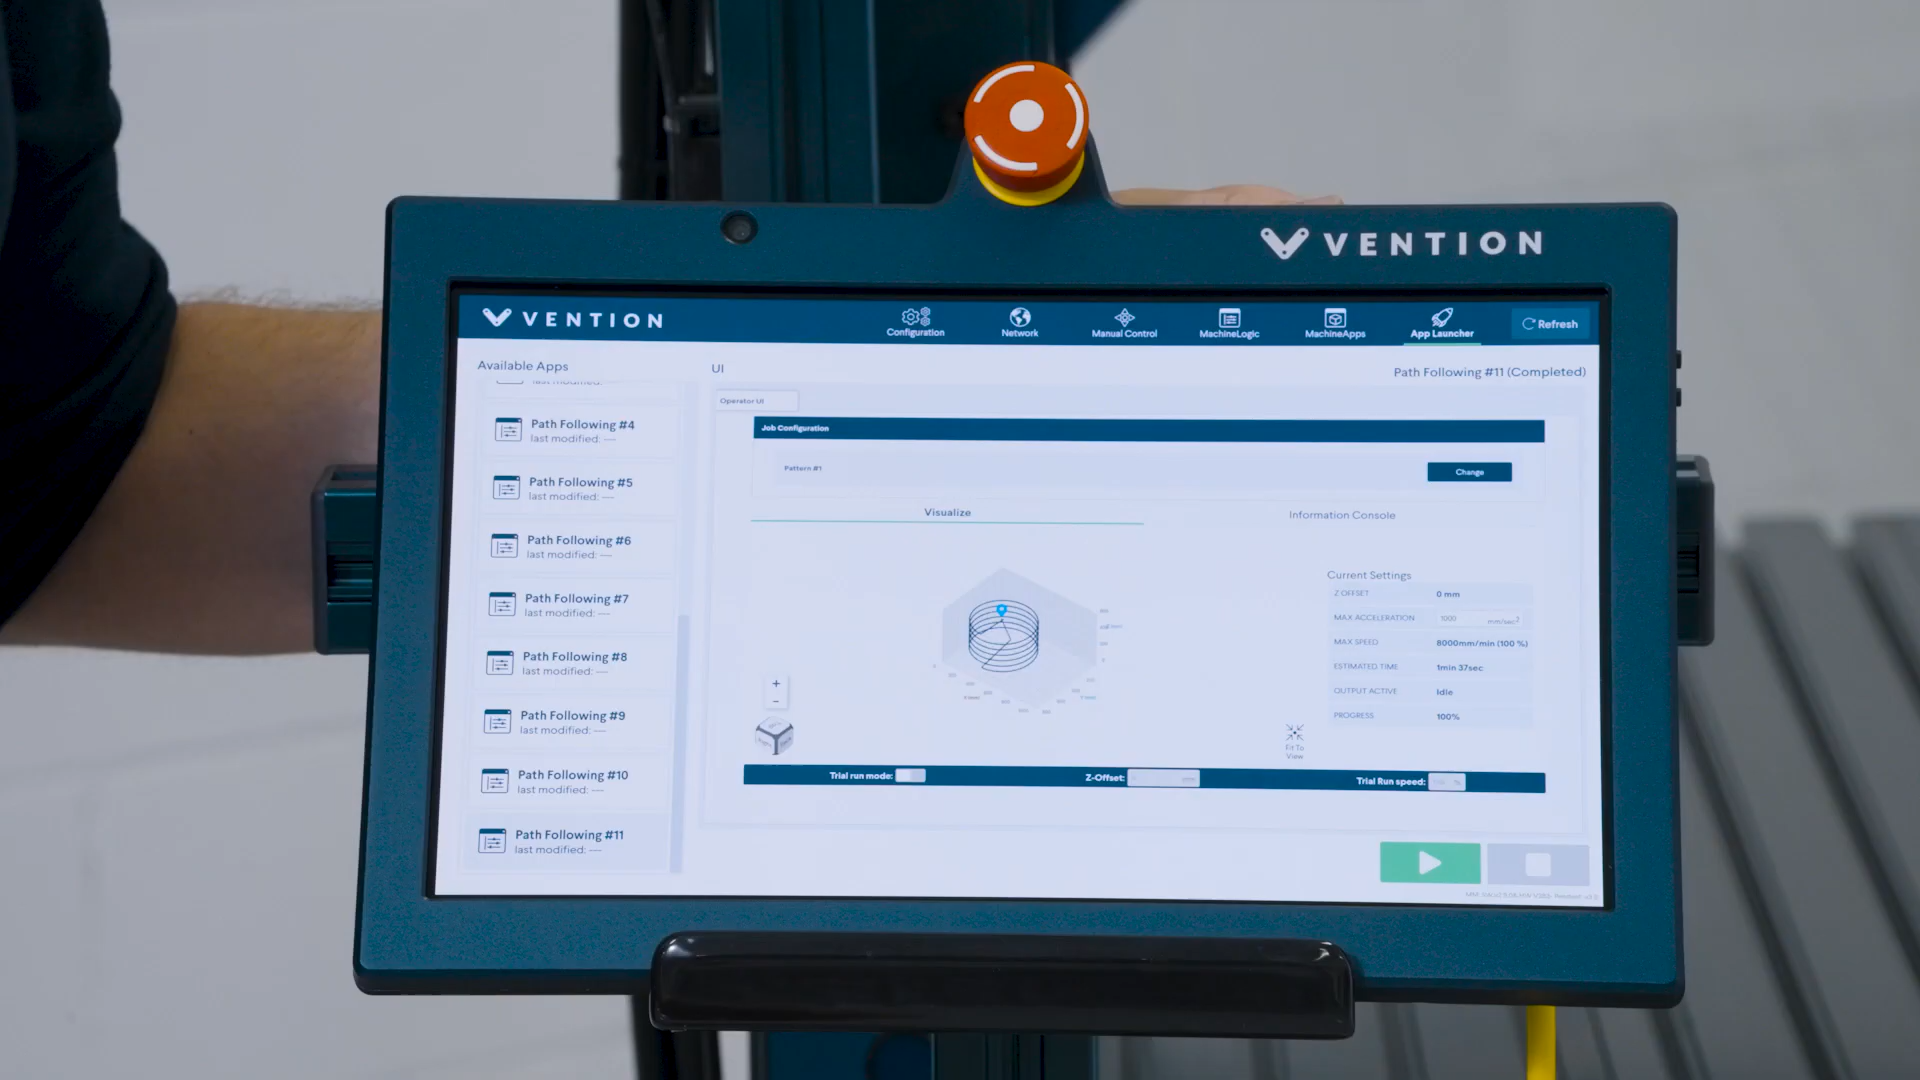 VENTION
VENTION
Configuration
Network
Manual Control
MachineLogic
MachineApps
App Launcher
Refresh
Available Apps
UI
Path Following #11 (Completed)
last modified: —
Path Following #4
last modified: —
Path Following #5
last modified: —
Path Following #6
last modified: —
Path Following #7
last modified: —
Path Following #8
last modified: —
Path Following #9
last modified: —
Path Following #10
last modified: —
Path Following #11
last modified: —
Operator UI
Job Configuration
Pattern #1
Change
Visualize
Information Console
+
−
Fit To
View
Current Settings
Z OFFSET 0 mm
MAX ACCELERATION 1000 mm/sec²
MAX SPEED 8000mm/min (100 %)
ESTIMATED TIME 1min 37sec
OUTPUT ACTIVE Idle
PROGRESS 100%
Trial run mode:
Z-Offset: mm
Trial Run speed: %